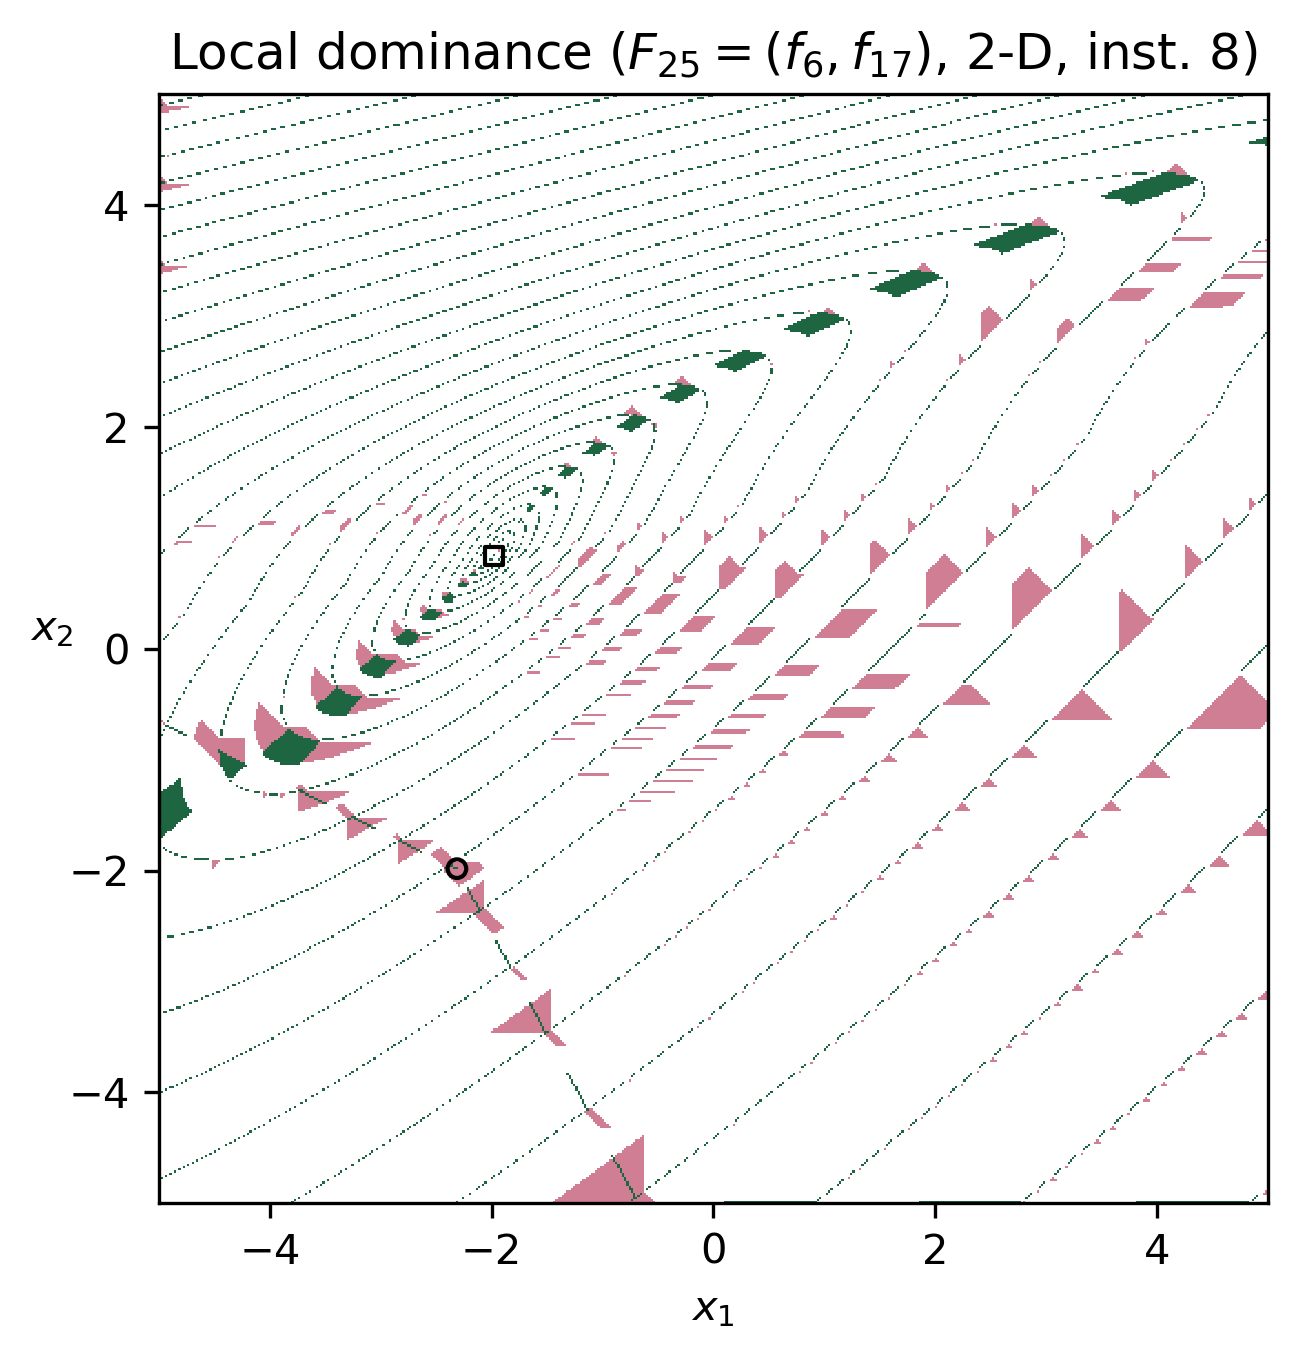 Local dominance (F₂₅ = (f₆, f₁₇), 2-D, inst. 8)
4
2
x₂
0
−2
−4
−4 −2 0 2 4
x₁